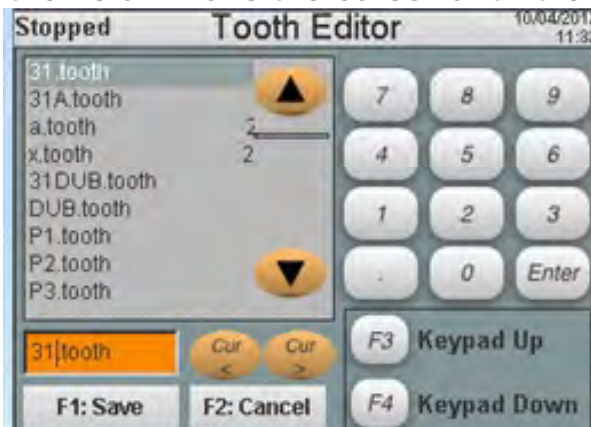 Stopped
Tooth Editor
10/04/201
11:3
31.tooth
31A.tooth
a.tooth 2
x.tooth 2
31DUB.tooth
DUB.tooth
P1.tooth
P2.tooth
P3.tooth
7 8 9
4 5 6
1 2 3
. 0 Enter
31.tooth
Cur <
Cur >
F3 Keypad Up
F1: Save
F2: Cancel
F4 Keypad Down